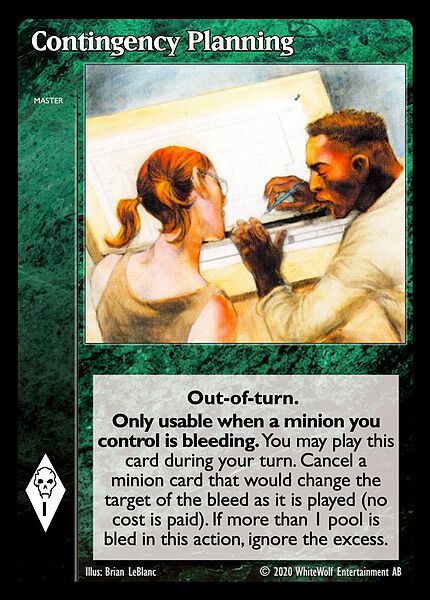 Contingency Planning
MASTER
Out-of-turn.
Only usable when a minion you
control is bleeding. You may play this
card during your turn. Cancel a
minion card that would change the
target of the bleed as it is played (no
cost is paid). If more than 1 pool is
bled in this action, ignore the excess.
1
Illus: Brian LeBlanc
© 2020 WhiteWolf Entertainment AB